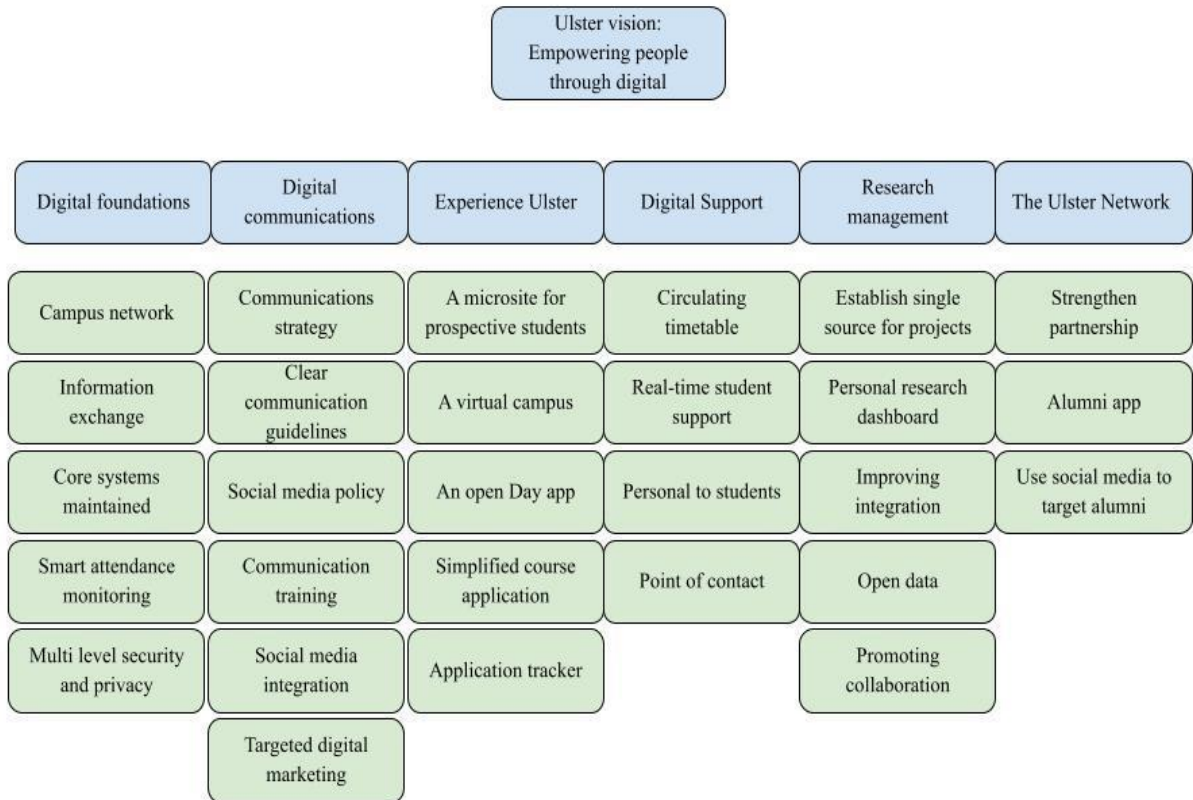 Ulster vision:
Empowering people
through digital
Digital foundations
Digital
communications
Experience Ulster
Digital Support
Research
management
The Ulster Network
Campus network
Communications
strategy
A microsite for
prospective students
Circulating
timetable
Establish single
source for projects
Strengthen
partnership
Information
exchange
Clear
communication
guidelines
A virtual campus
Real-time student
support
Personal research
dashboard
Alumni app
Core systems
maintained
Social media policy
An open Day app
Personal to students
Improving
integration
Use social media to
target alumni
Smart attendance
monitoring
Communication
training
Simplified course
application
Point of contact
Open data
Multi level security
and privacy
Social media
integration
Application tracker
Promoting
collaboration
Targeted digital
marketing